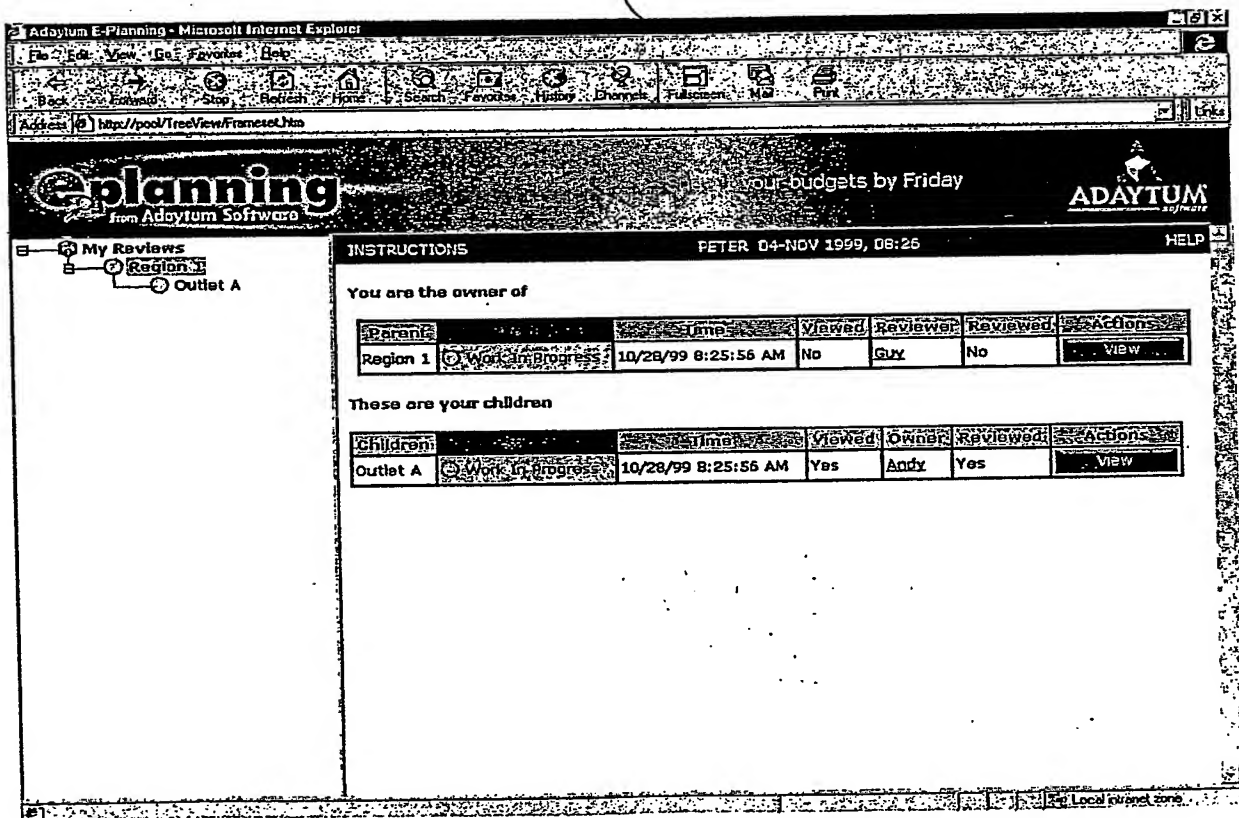 Adaytum E-Planning - Microsoft Internet Explorer
File Edit View Go Favorites Help
Back Forward Stop Refresh Home Search Favorites History Channels Fullscreen Mail Print
Address http://pool/TreeView/Frameset.htm Links
eplanning
from Adaytum Software
your budgets by Friday
ADAYTUM
software
My Reviews
Region 1
Outlet A
INSTRUCTIONS PETER 04-NOV 1999, 08:26 HELP
You are the owner of
Parent Time Viewed Reviewer Reviewed Actions
Region 1 Work In Progress 10/28/99 8:25:56 AM No Guy No View
These are your children
Children Time Viewed Owner Reviewed Actions
Outlet A Work In Progress 10/28/99 8:25:56 AM Yes Andy Yes View
Local intranet zone